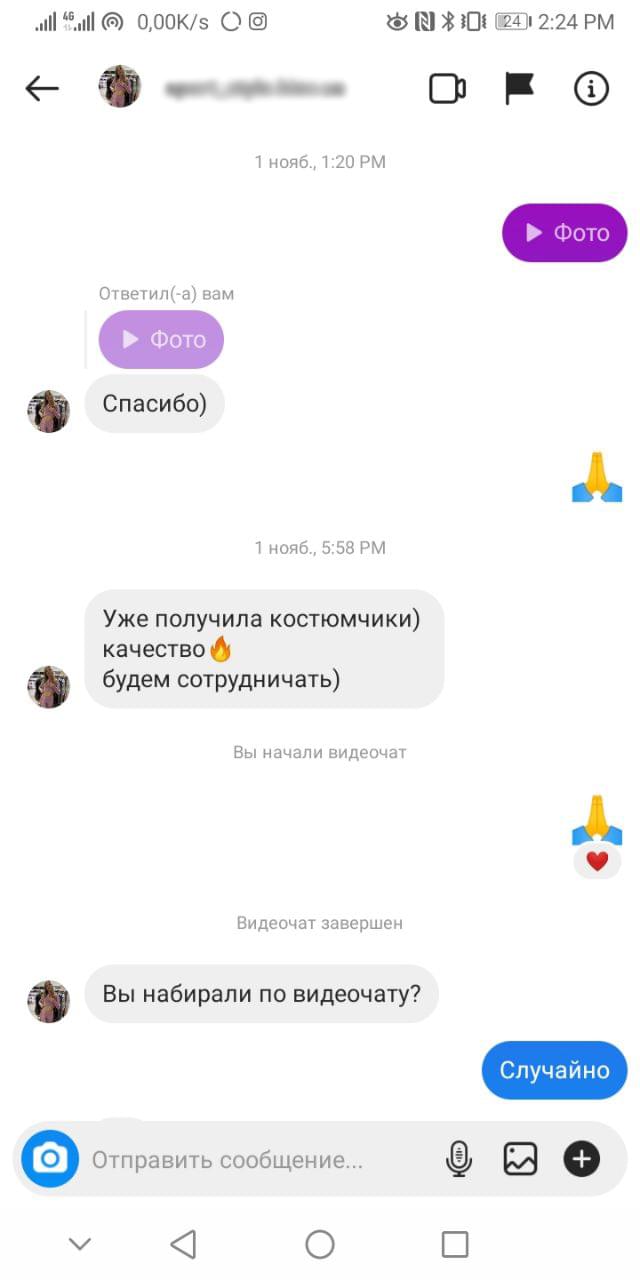 4G 0,00K/s 24 2:24 PM
1 нояб., 1:20 PM
Фото
Ответил(-а) вам
Фото
Спасибо)
1 нояб., 5:58 PM
Уже получила костюмчики)
качество🔥
будем сотрудничать)
Вы начали видеочат
Видеочат завершен
Вы набирали по видеочату?
Случайно
Отправить сообщение...